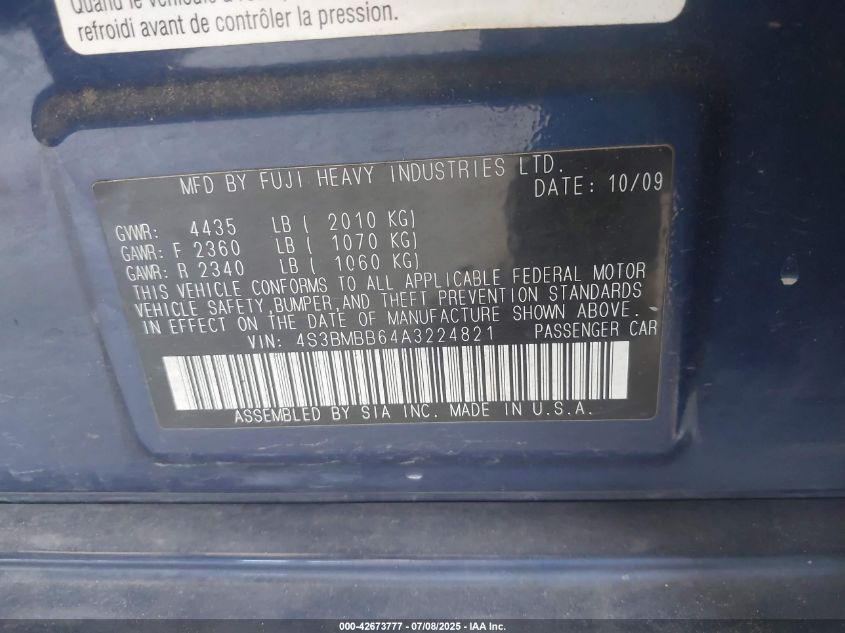 Quand le véhicule a
refroidi avant de contrôler la pression.
MFD BY FUJI HEAVY INDUSTRIES LTD.
DATE: 10/09
GVWR: 4435 LB ( 2010 KG)
GAWR: F 2360 LB ( 1070 KG)
GAWR: R 2340 LB ( 1060 KG)
THIS VEHICLE CONFORMS TO ALL APPLICABLE FEDERAL MOTOR
VEHICLE SAFETY,BUMPER,AND THEFT PREVENTION STANDARDS
IN EFFECT ON THE DATE OF MANUFACTURE SHOWN ABOVE.
VIN: 4S3BMBB64A3224821 PASSENGER CAR
ASSEMBLED BY SIA INC. MADE IN U.S.A.
000-42673777 - 07/08/2025 - IAA Inc.